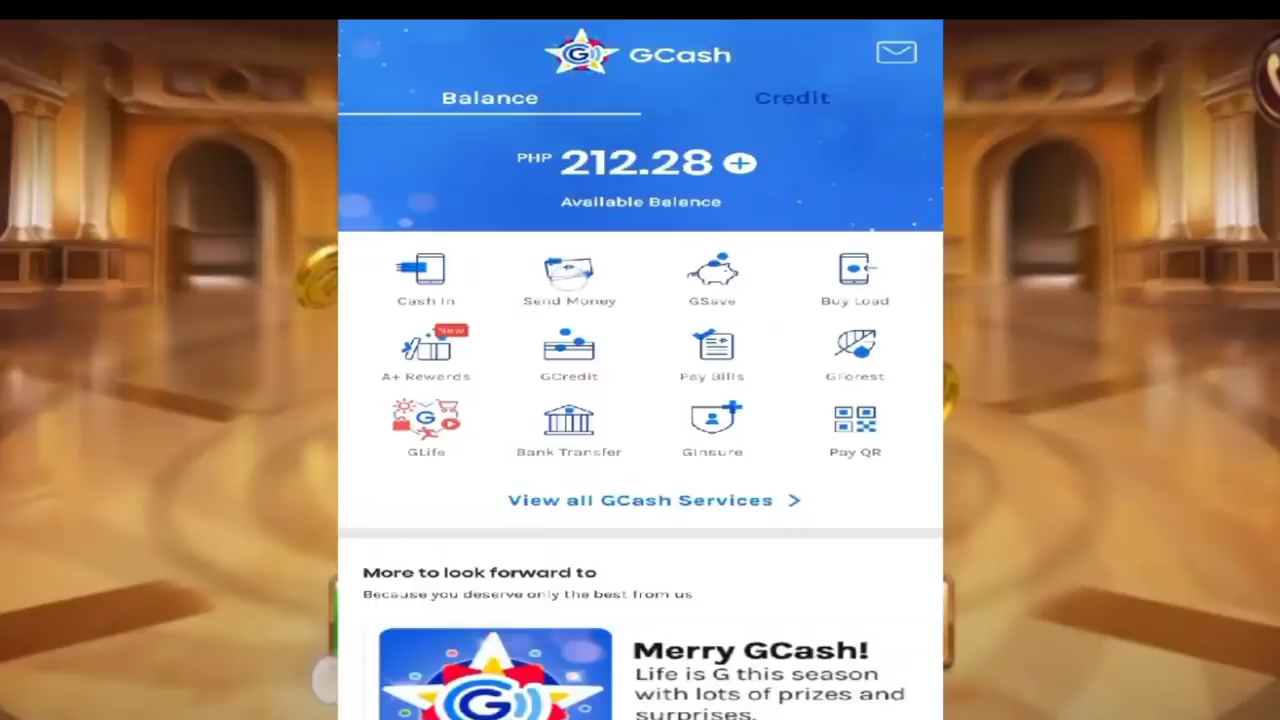 GCash
Balance
Credit
PHP 212.28
Available Balance
Cash In
Send Money
GSave
Buy Load
New
A+ Rewards
GCredit
Pay Bills
GForest
GLife
Bank Transfer
GInsure
Pay QR
View all GCash Services >
More to look forward to
Because you deserve only the best from us
Merry GCash!
Life is G this season
with lots of prizes and
surprises.